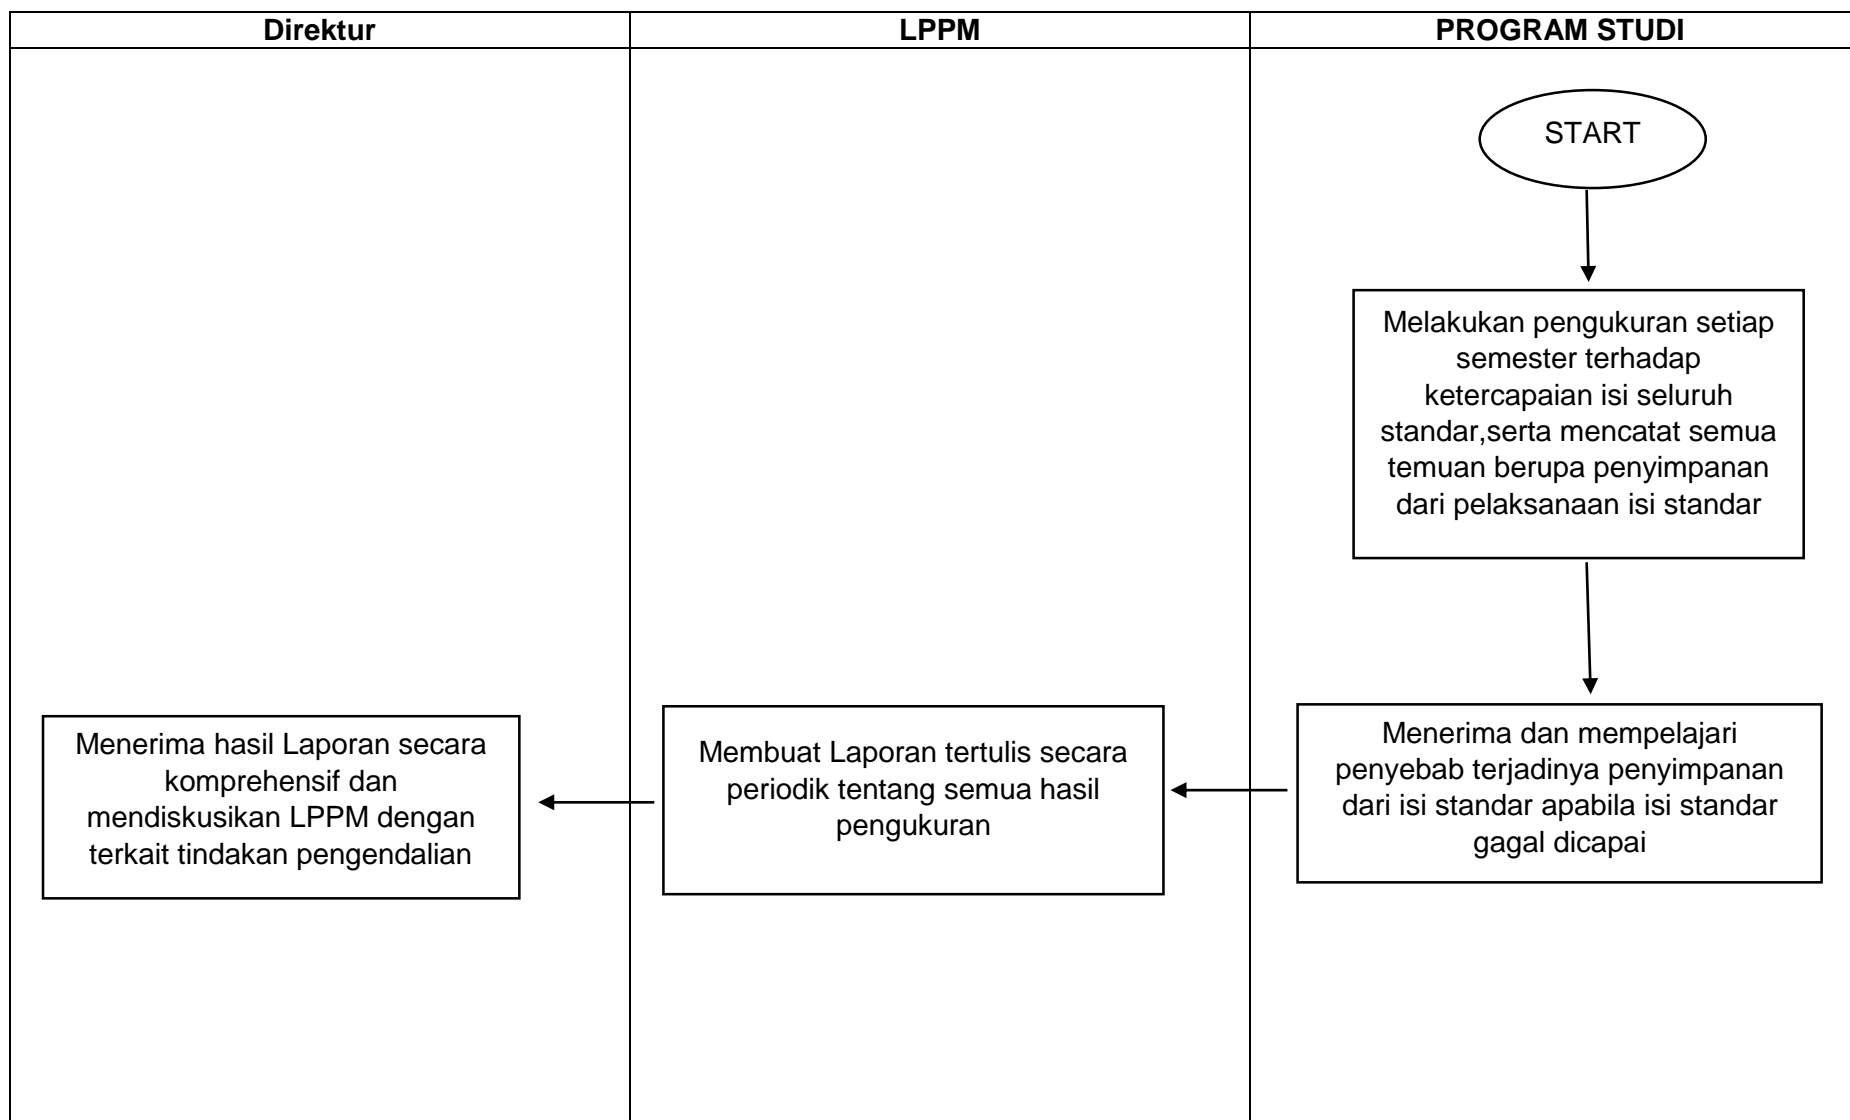 Direktur
LPPM
PROGRAM STUDI
START
Melakukan pengukuran setiap
semester terhadap
ketercapaian isi seluruh
standar,serta mencatat semua
temuan berupa penyimpanan
dari pelaksanaan isi standar
Menerima dan mempelajari
penyebab terjadinya penyimpanan
dari isi standar apabila isi standar
gagal dicapai
Membuat Laporan tertulis secara
periodik tentang semua hasil
pengukuran
Menerima hasil Laporan secara
komprehensif dan
mendiskusikan LPPM dengan
terkait tindakan pengendalian